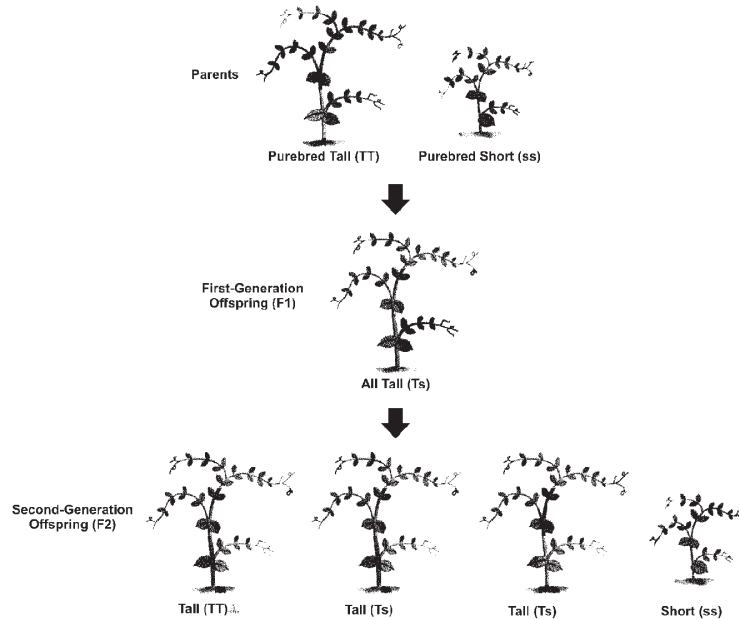 Parents
Purebred Tall (TT)
Purebred Short (ss)
First-Generation
Offspring (F1)
All Tall (Ts)
Second-Generation
Offspring (F2)
Tall (TT)
Tall (Ts)
Tall (Ts)
Short (ss)